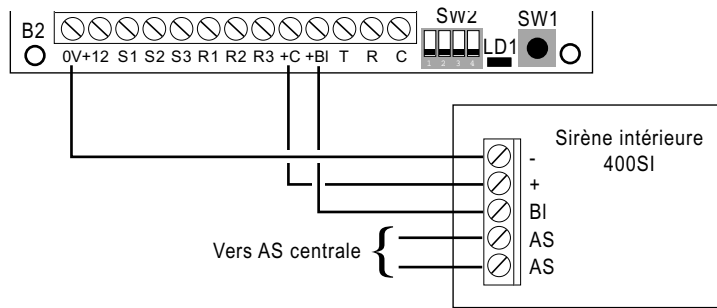 SW2
SW1
B2
LD1
1 2 3 4
0V +12 S1 S2 S3 R1 R2 R3 +C +BI T R C
Sirène intérieure
400SI
-
+
BI
AS
AS
Vers AS centrale